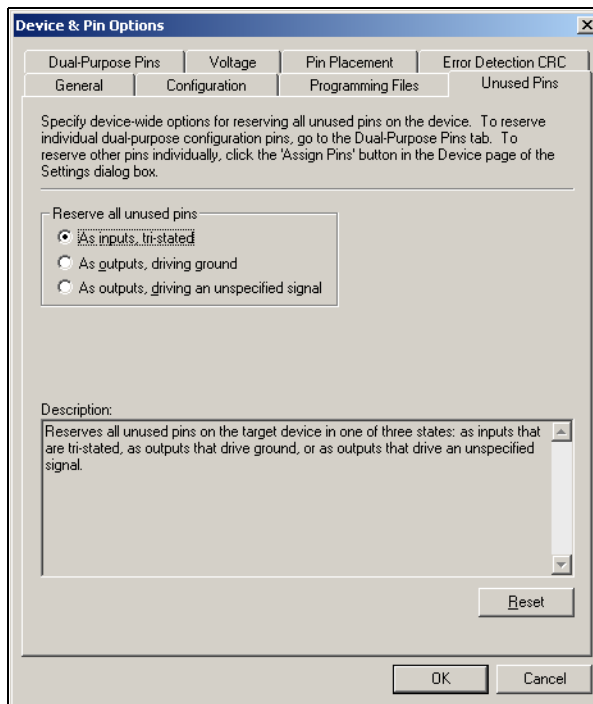 Device & Pin Options
Dual-Purpose Pins Voltage Pin Placement Error Detection CRC
General Configuration Programming Files Unused Pins
Specify device-wide options for reserving all unused pins on the device. To reserve
individual dual-purpose configuration pins, go to the Dual-Purpose Pins tab. To
reserve other pins individually, click the 'Assign Pins' button in the Device page of the
Settings dialog box.
Reserve all unused pins
As inputs, tri-stated
As outputs, driving ground
As outputs, driving an unspecified signal
Description:
Reserves all unused pins on the target device in one of three states: as inputs that
are tri-stated, as outputs that drive ground, or as outputs that drive an unspecified
signal.
Reset
OK Cancel